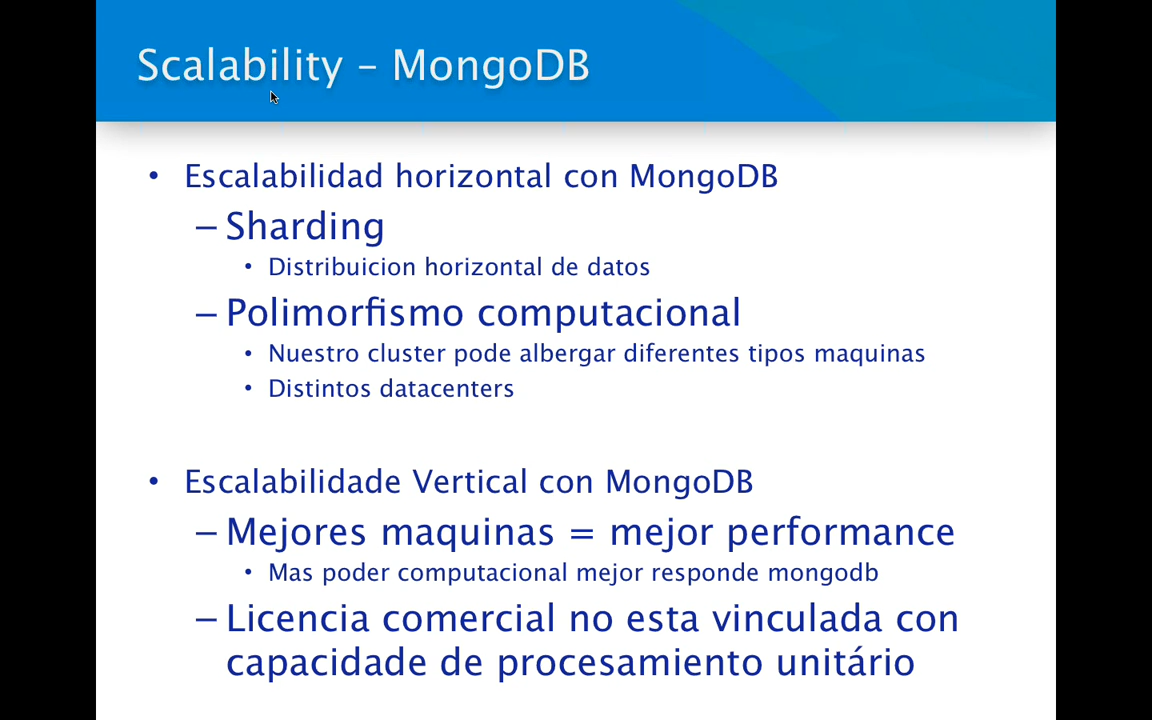 Scalability – MongoDB
• Escalabilidad horizontal con MongoDB
– Sharding
• Distribuicion horizontal de datos
– Polimorfismo computacional
• Nuestro cluster pode albergar diferentes tipos maquinas
• Distintos datacenters
• Escalabilidade Vertical con MongoDB
– Mejores maquinas = mejor performance
• Mas poder computacional mejor responde mongodb
– Licencia comercial no esta vinculada con
capacidade de procesamiento unitário